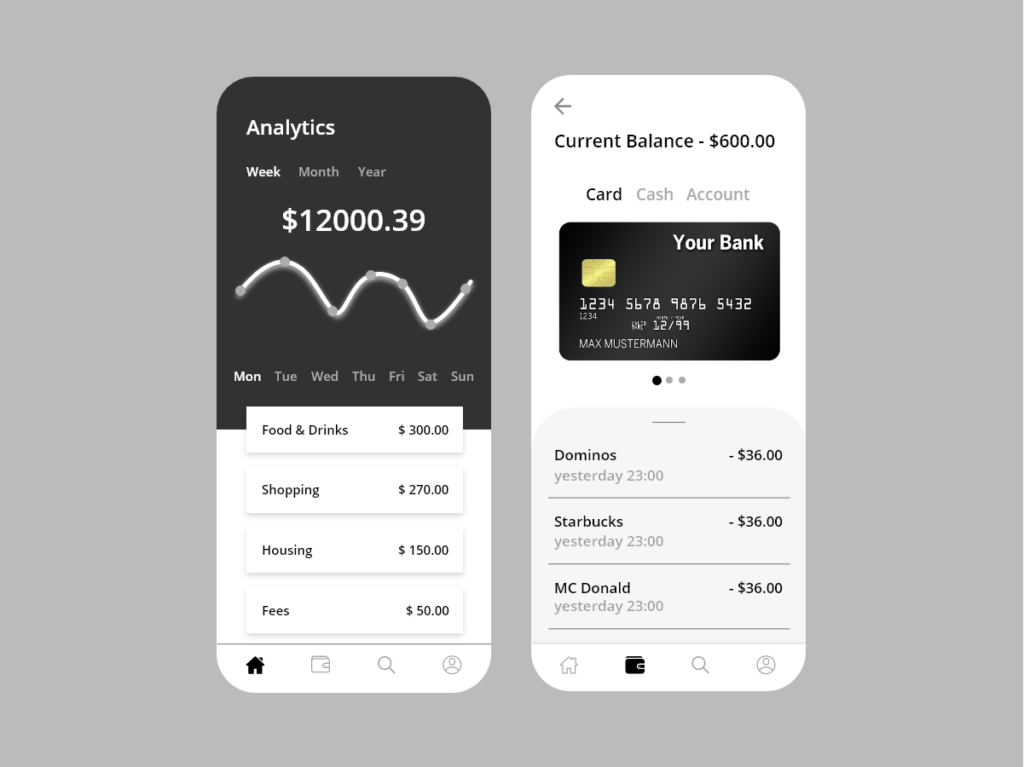 Analytics
Week Month Year
$12000.39
Mon Tue Wed Thu Fri Sat Sun
Food & Drinks $ 300.00
Shopping $ 270.00
Housing $ 150.00
Fees $ 50.00
Current Balance - $600.00
Card Cash Account
Your Bank
1234 5678 9876 5432
1234
12/99
MAX MUSTERMANN
Dominos - $36.00
yesterday 23:00
Starbucks - $36.00
yesterday 23:00
MC Donald - $36.00
yesterday 23:00